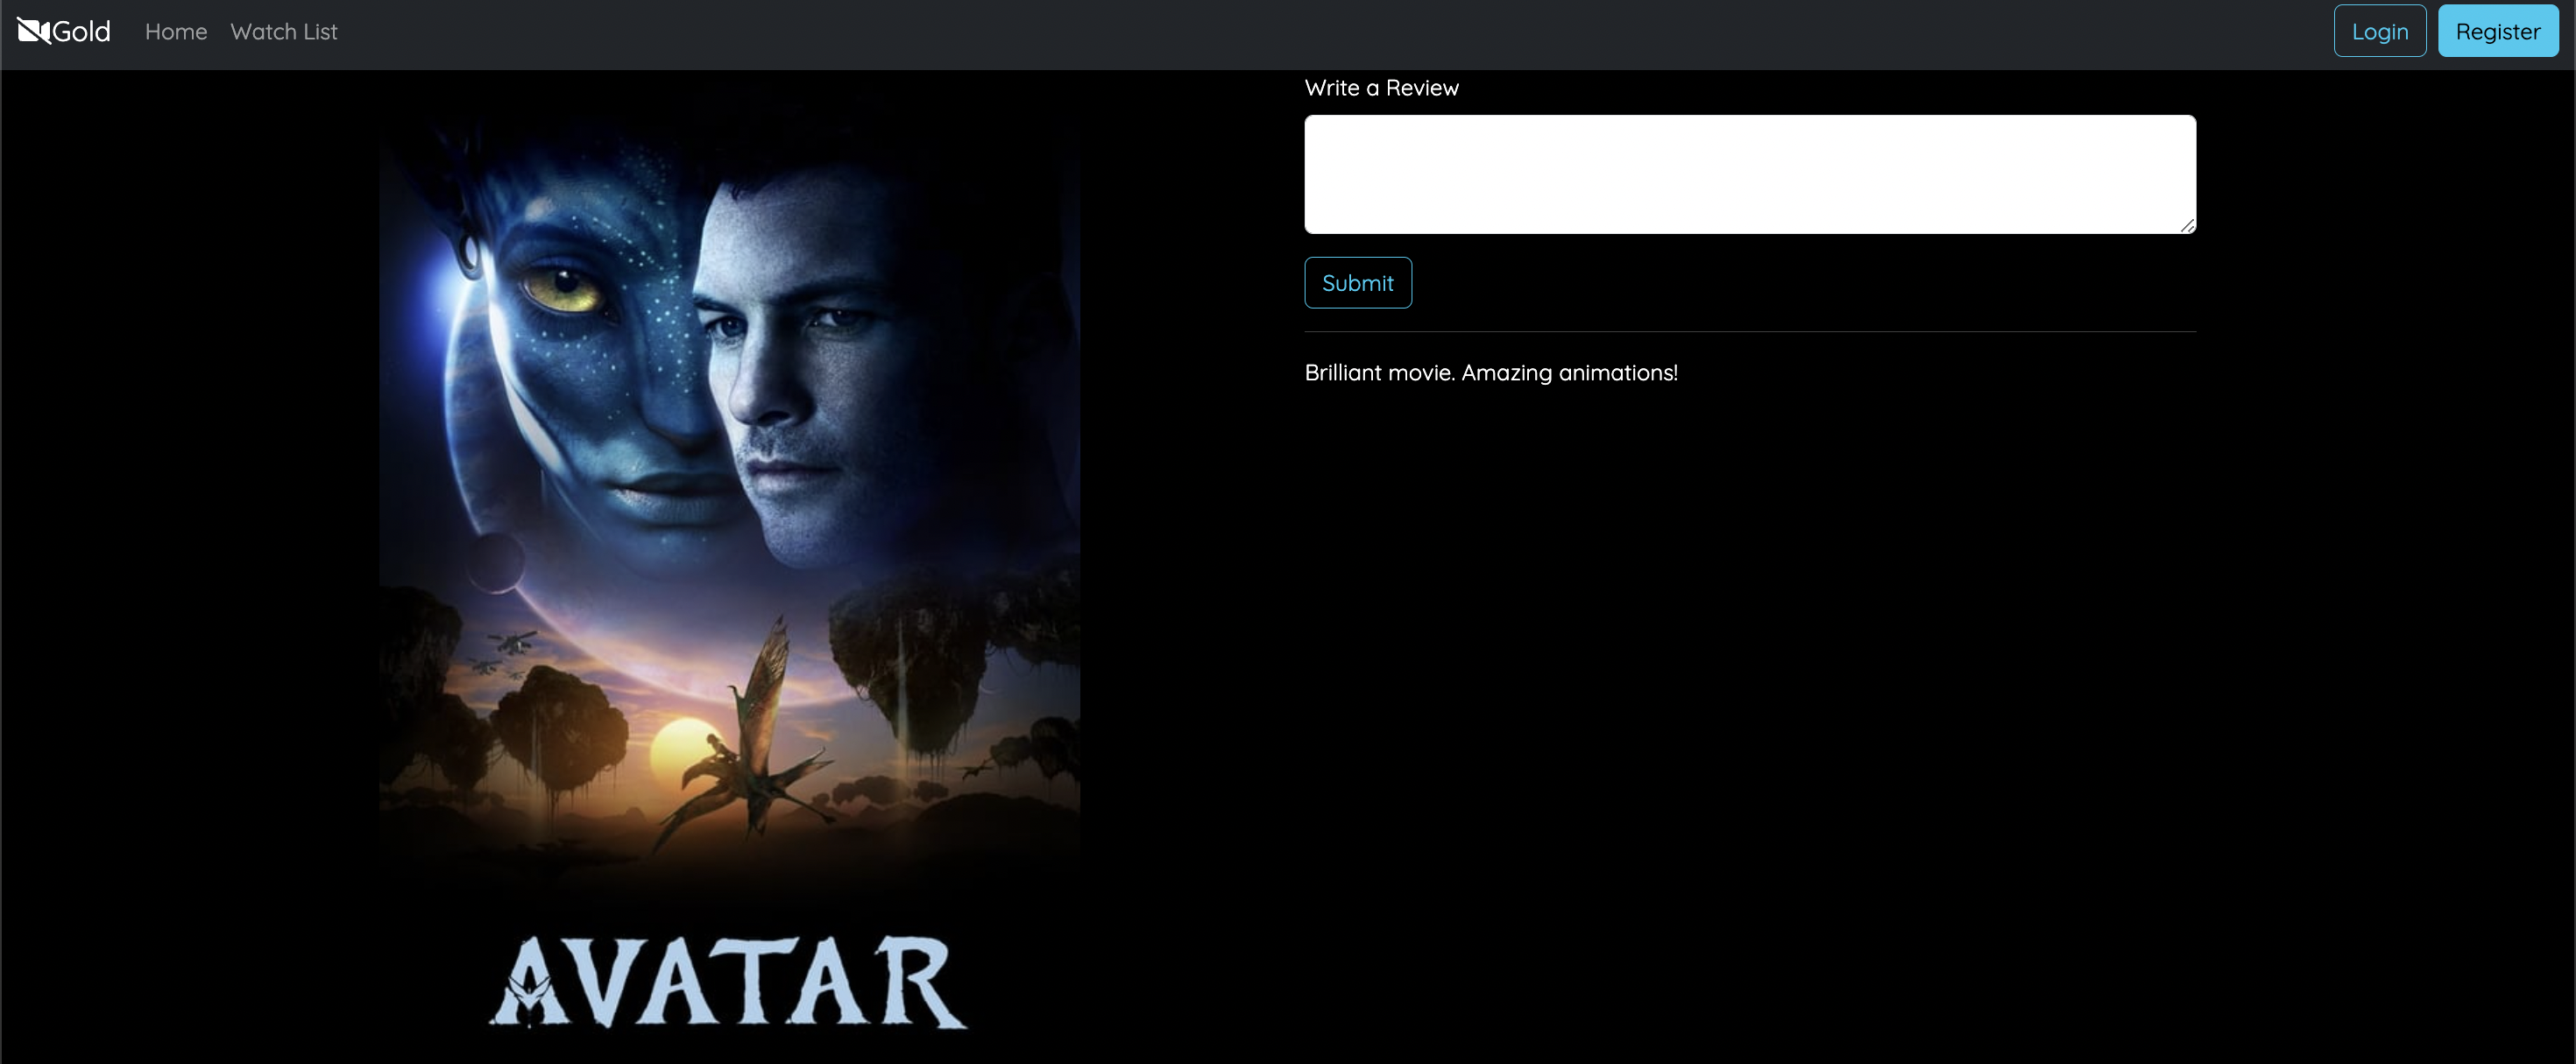 Gold
Home
Watch List
Login
Register
Write a Review
Submit
Brilliant movie. Amazing animations!
AVATAR